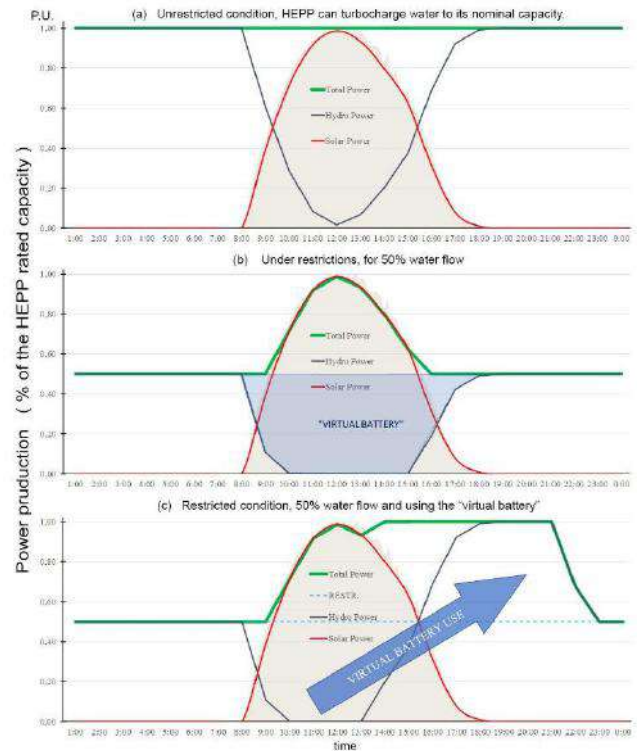 P.U.
(a) Unrestricted condition, HEPP can turbocharge water to its nominal capacity.
1,00
0,80
0,60
0,40
0,20
0,00
Total Power
Hydro Power
Solar Power
1:00 2:00 3:00 4:00 5:00 6:00 7:00 8:00 9:00 10:00 11:00 12:00 13:00 14:00 15:00 16:00 17:00 18:00 19:00 20:00 21:00 22:00 23:00 0:00
(b) Under restrictions, for 50% water flow
1,00
0,80
0,60
0,40
0,20
0,00
Total Power
Hydro Power
Solar Power
"VIRTUAL BATTERY"
1:00 2:00 3:00 4:00 5:00 6:00 7:00 8:00 9:00 10:00 11:00 12:00 13:00 14:00 15:00 16:00 17:00 18:00 19:00 20:00 21:00 22:00 23:00 0:00
(c) Restricted condition, 50% water flow and using the "virtual battery"
1,00
0,80
0,60
0,40
0,20
0,00
Total Power
RESTR.
Hydro Power
Solar Power
VIRTUAL BATTERY USE
1:00 2:00 3:00 4:00 5:00 6:00 7:00 8:00 9:00 10:00 11:00 12:00 13:00 14:00 15:00 16:00 17:00 18:00 19:00 20:00 21:00 22:00 23:00 0:00
time
Power pruduction ( % of the HEPP rated capacity )